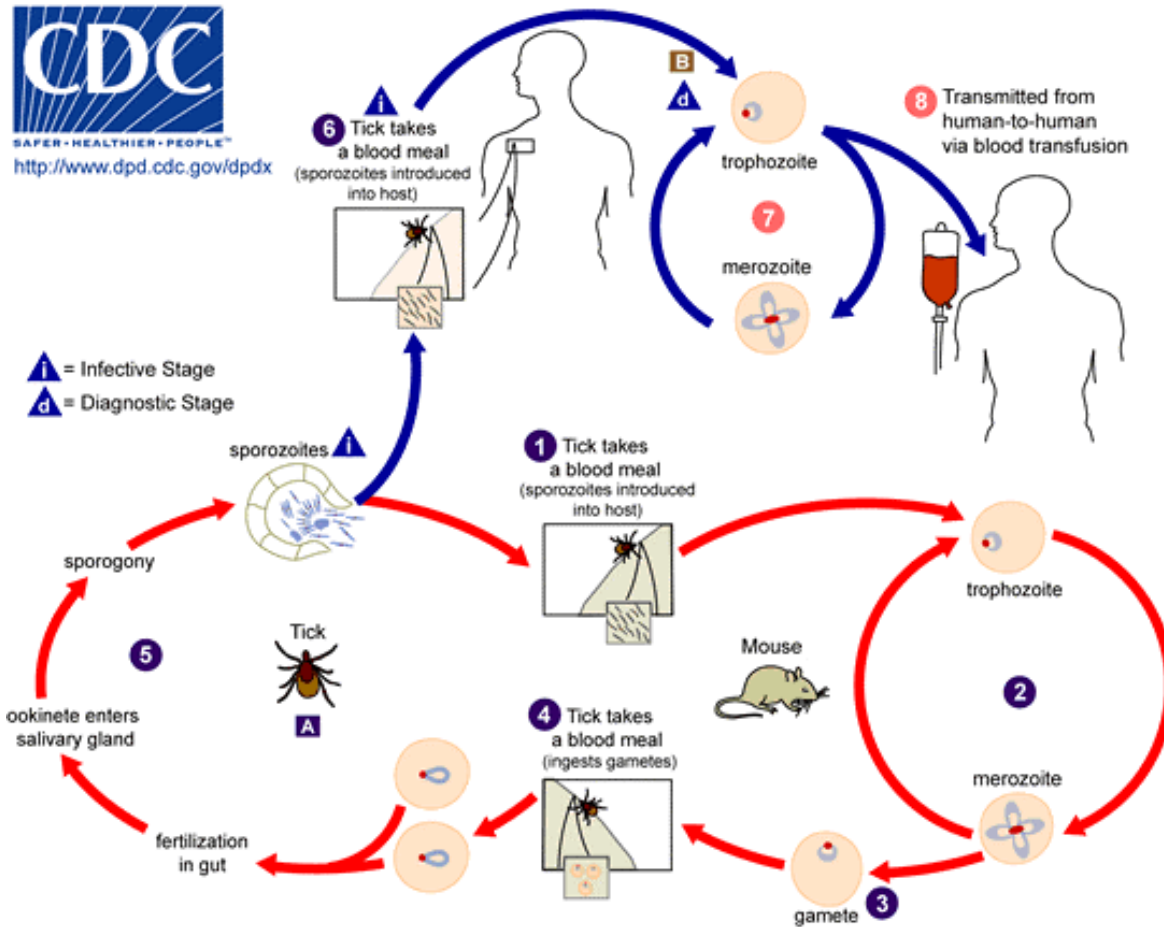 CDC
SAFER•HEALTHIER•PEOPLE™
http://www.dpd.cdc.gov/dpdx
i
6 Tick takes
a blood meal
(sporozoites introduced
into host)
B
d
trophozoite
7
merozoite
8 Transmitted from
human-to-human
via blood transfusion
i = Infective Stage
d = Diagnostic Stage
sporozoites i
1 Tick takes
a blood meal
(sporozoites introduced
into host)
trophozoite
sporogony
5
Tick
A
Mouse
2
ookinete enters
salivary gland
4 Tick takes
a blood meal
(ingests gametes)
merozoite
fertilization
in gut
gamete 3